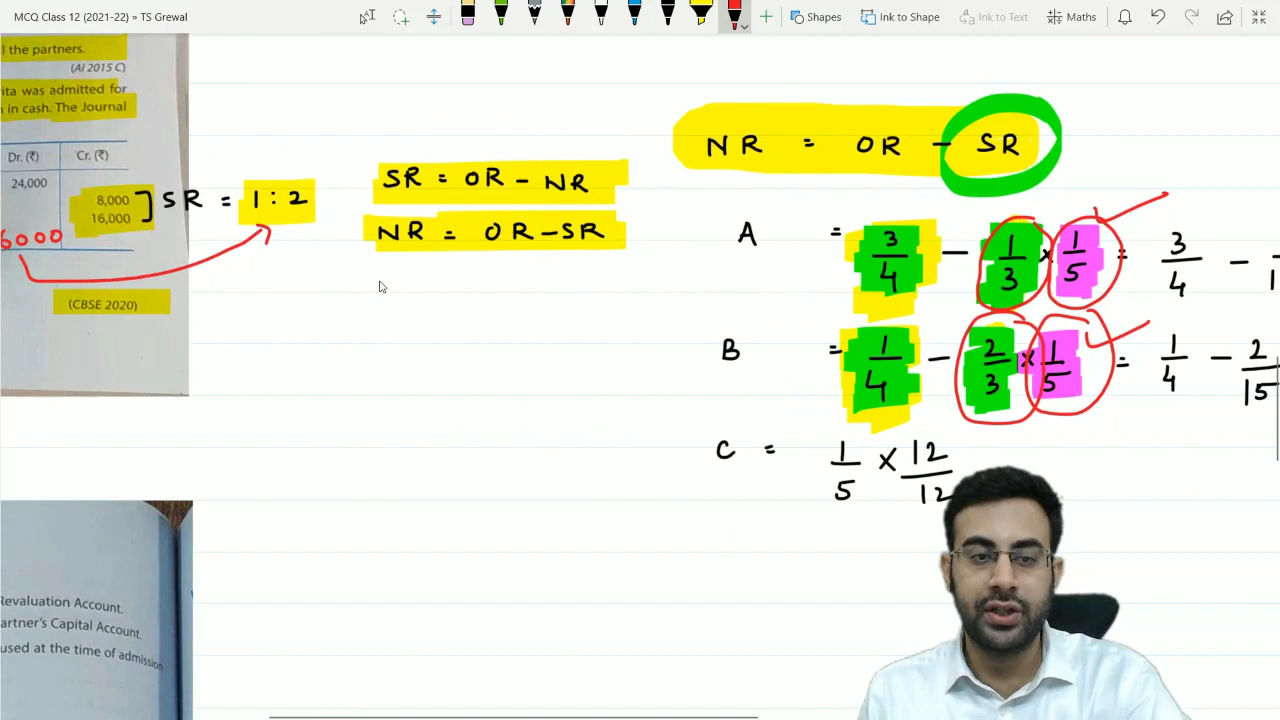 MCQ Class 12 (2021-22) » TS Grewal
Shapes
Ink to Shape
Ink to Text
Maths
l the partners.
(AI 2015 C)
ita was admitted for
in cash. The Journal
Dr. (₹) Cr. (₹)
24,000
8,000
16,000
6000
SR = 1:2
(CBSE 2020)
SR = OR - NR
NR = OR - SR
NR = OR - SR
A = 3/4 - 1/3 × 1/5 = 3/4 - 1
B = 1/4 - 2/3 × 1/5 = 1/4 - 2/15
C = 1/5 × 12/12
Revaluation Account.
artner's Capital Account.
used at the time of admission